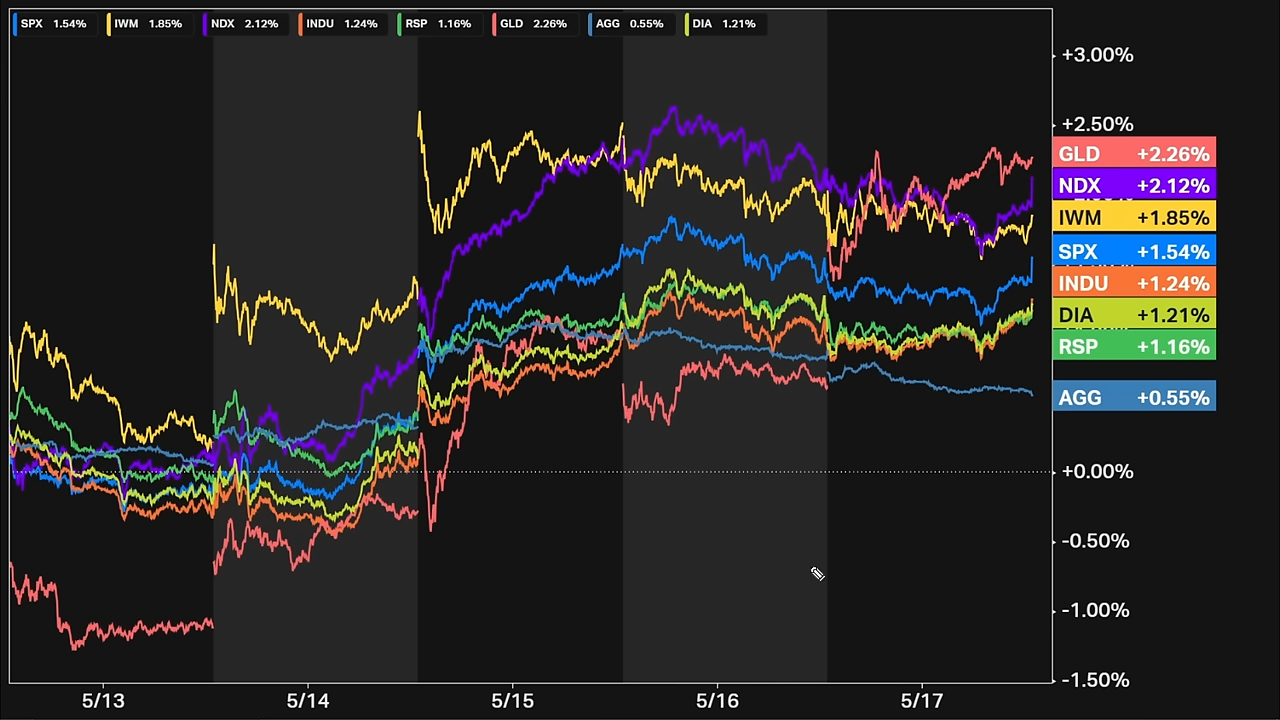 SPX 1.54% IWM 1.85% NDX 2.12% INDU 1.24% RSP 1.16% GLD 2.26% AGG 0.55% DIA 1.21%
+3.00%
+2.50%
GLD +2.26%
NDX +2.12%
IWM +1.85%
SPX +1.54%
INDU +1.24%
DIA +1.21%
RSP +1.16%
AGG +0.55%
+0.00%
-0.50%
-1.00%
-1.50%
5/13 5/14 5/15 5/16 5/17